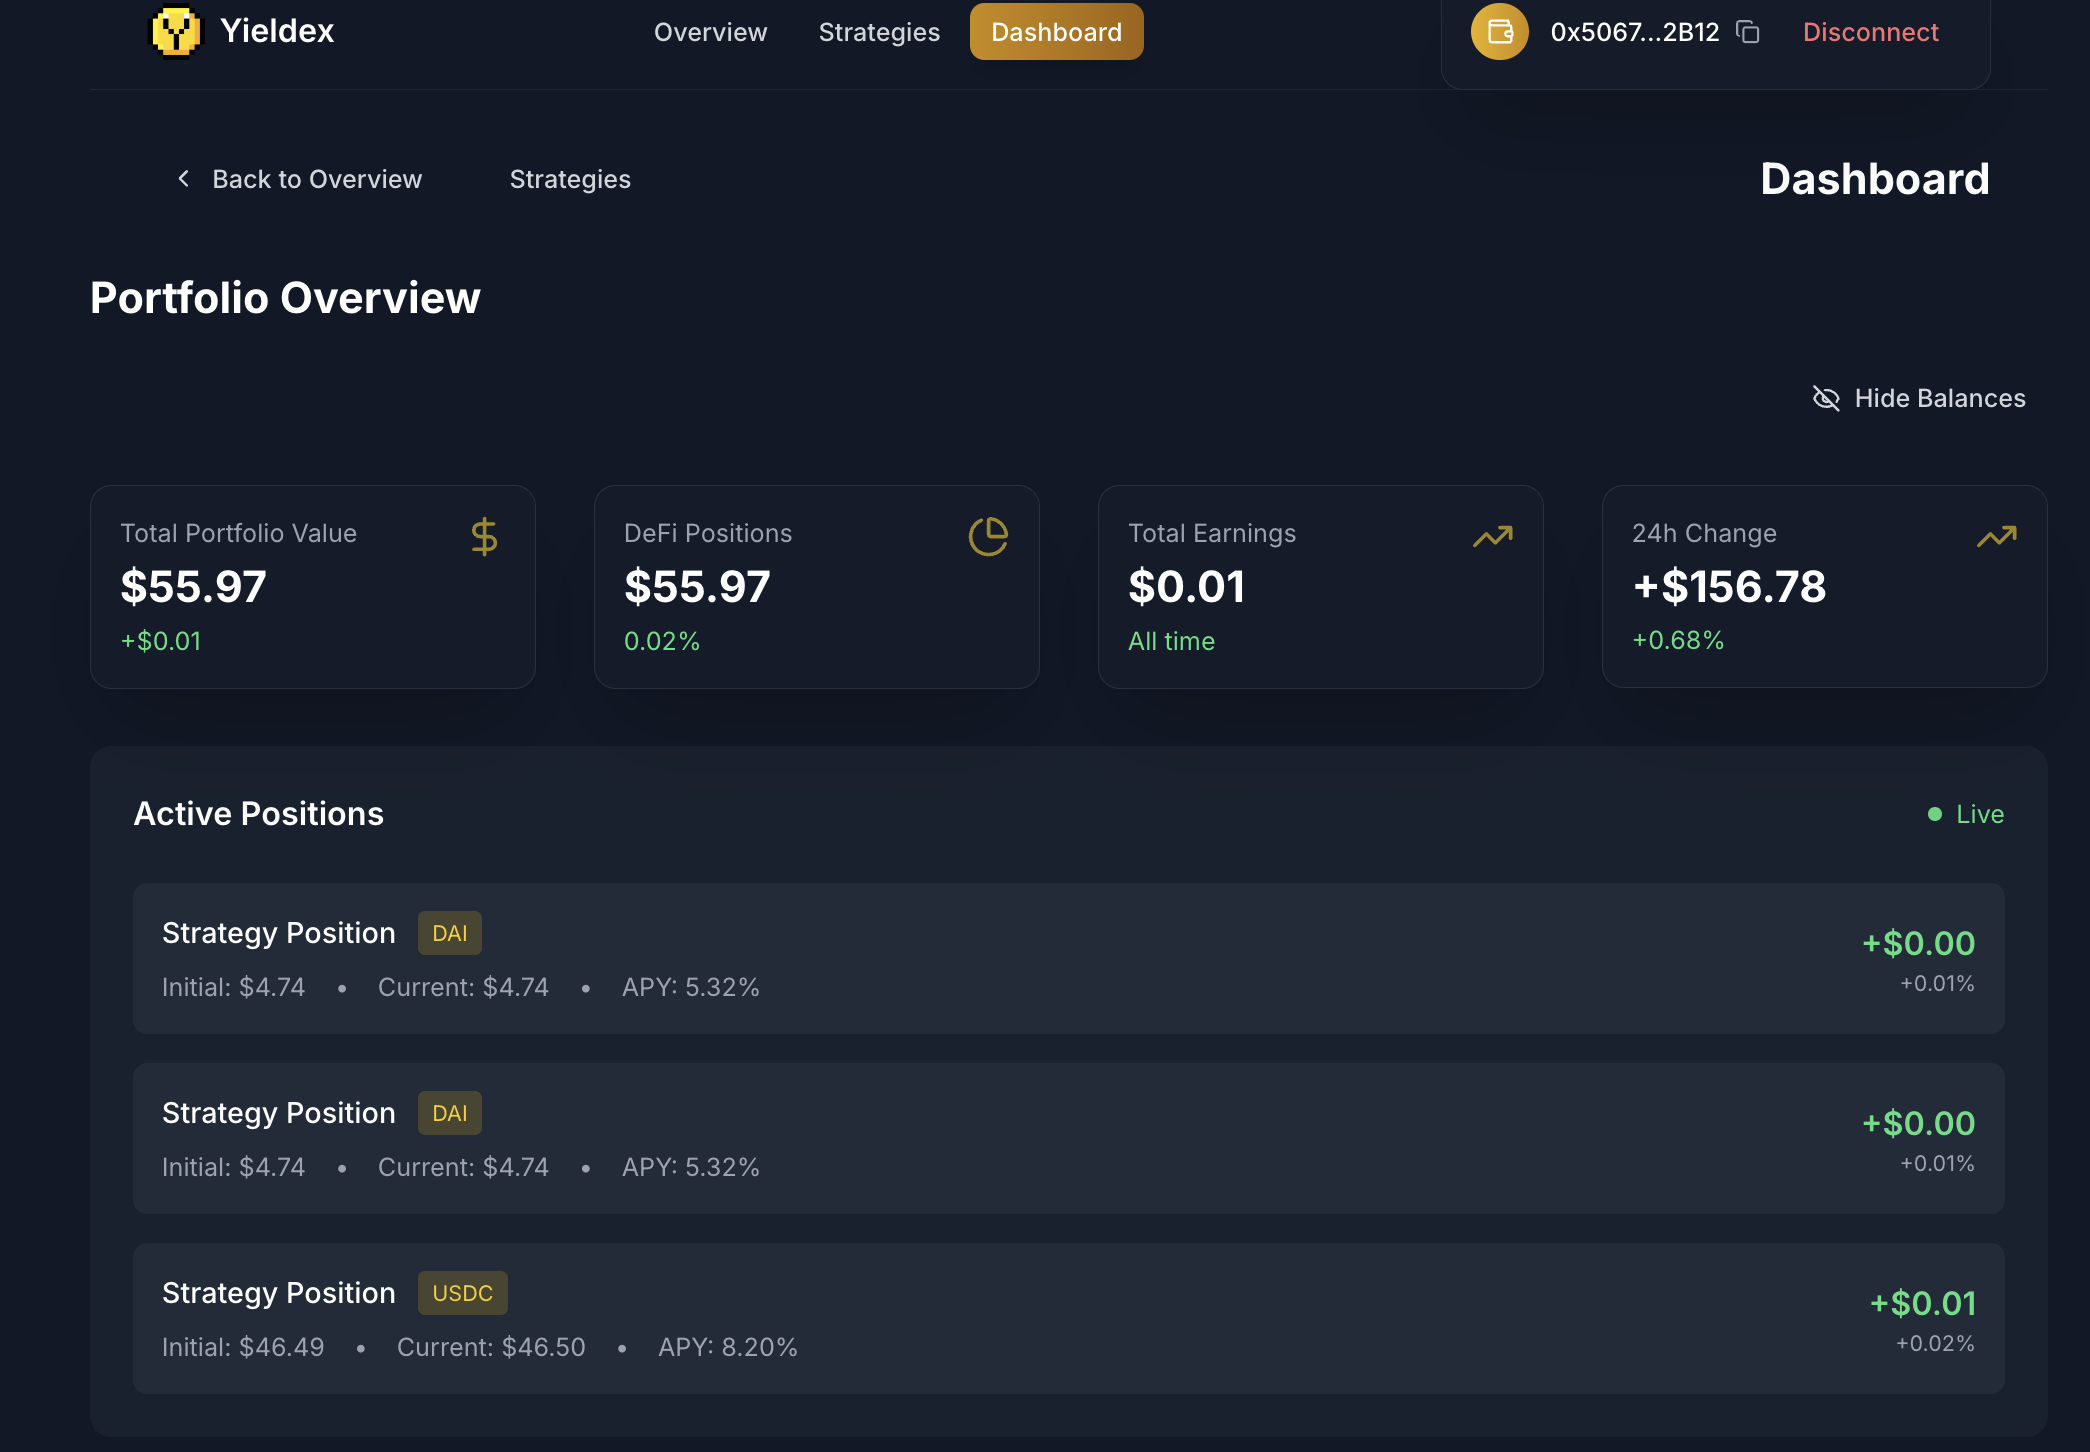 Yieldex
Overview Strategies Dashboard
0x5067...2B12 Disconnect
Back to Overview Strategies
Dashboard
Portfolio Overview
Hide Balances
Total Portfolio Value
$55.97
+$0.01
DeFi Positions
$55.97
0.02%
Total Earnings
$0.01
All time
24h Change
+$156.78
+0.68%
Active Positions
Live
Strategy Position DAI
Initial: $4.74 • Current: $4.74 • APY: 5.32%
+$0.00
+0.01%
Strategy Position DAI
Initial: $4.74 • Current: $4.74 • APY: 5.32%
+$0.00
+0.01%
Strategy Position USDC
Initial: $46.49 • Current: $46.50 • APY: 8.20%
+$0.01
+0.02%